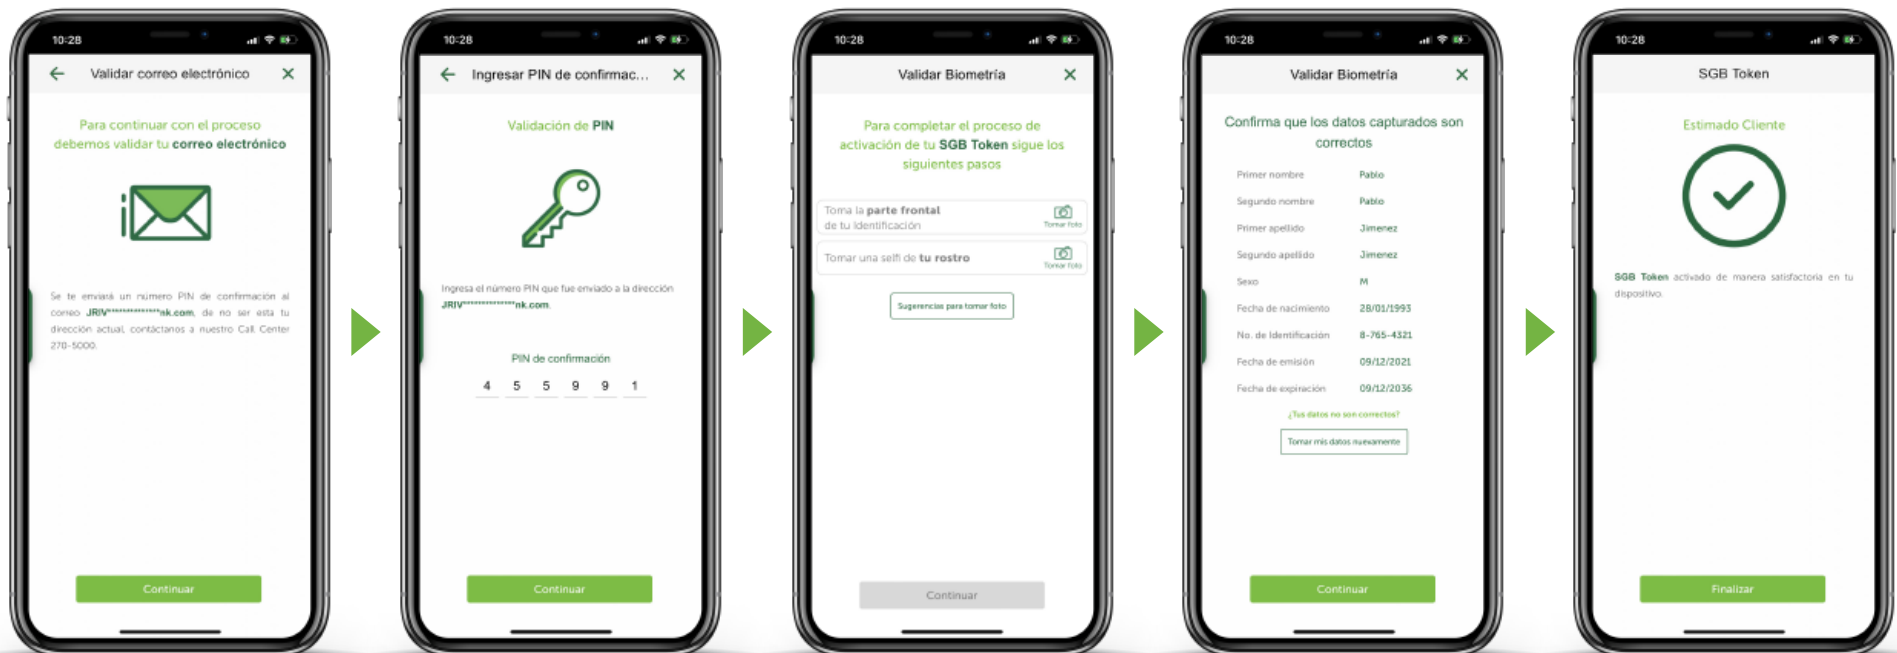 10:28
Validar correo electrónico
Para continuar con el proceso
debemos validar tu correo electrónico
Se te enviará un número PIN de confirmación al
correo JRIV***************nk.com, de no ser esta tu
dirección actual, contáctanos a nuestro Call Center
270-5000.
Continuar
10:28
Ingresar PIN de confirmac...
Validación de PIN
Ingresa el número PIN que fue enviado a la dirección
JRIV***************nk.com.
PIN de confirmación
4 5 5 9 9 1
Continuar
10:28
Validar Biometría
Para completar el proceso de
activación de tu SGB Token sigue los
siguientes pasos
Toma la parte frontal
de tu Identificación
Tomar foto
Tomar una selfi de tu rostro
Tomar foto
Sugerencias para tomar foto
Continuar
10:28
Validar Biometría
Confirma que los datos capturados son
correctos
Primer nombre Pablo
Segundo nombre Pablo
Primer apellido Jimenez
Segundo apellido Jimenez
Sexo M
Fecha de nacimiento 28/01/1993
No. de Identificación 8-765-4321
Fecha de emisión 09/12/2021
Fecha de expiración 09/12/2036
¿Tus datos no son correctos?
Tomar mis datos nuevamente
Continuar
10:28
SGB Token
Estimado Cliente
SGB Token activado de manera satisfactoria en tu
dispositivo.
Finalizar